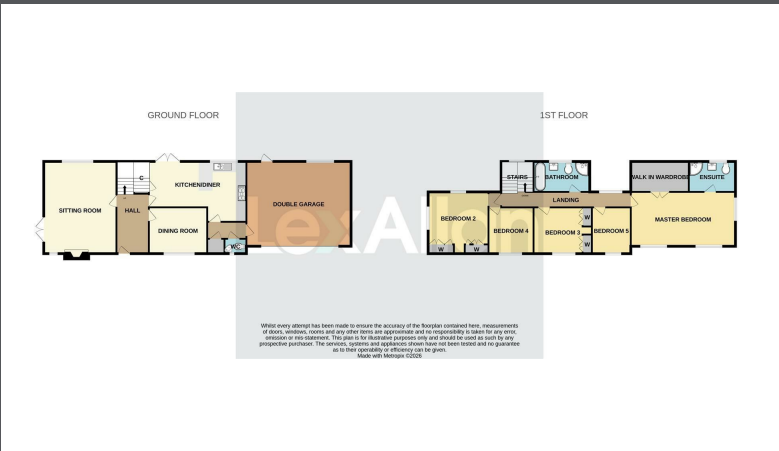 GROUND FLOOR
1ST FLOOR
C
KITCHEN/DINER
SITTING ROOM
HALL
DINING ROOM
WC
DOUBLE GARAGE
STAIRS
BATHROOM
WALK IN WARDROBE
ENSUITE
LANDING
BEDROOM 2
BEDROOM 4
BEDROOM 3
BEDROOM 5
MASTER BEDROOM
W
W
W
W
LexAllan
Whilst every attempt has been made to ensure the accuracy of the floorplan contained here, measurements
of doors, windows, rooms and any other items are approximate and no responsibility is taken for any error,
omission or mis-statement. This plan is for illustrative purposes only and should be used as such by any
prospective purchaser. The services, systems and appliances shown have not been tested and no guarantee
as to their operability or efficiency can be given.
Made with Metropix ©2026